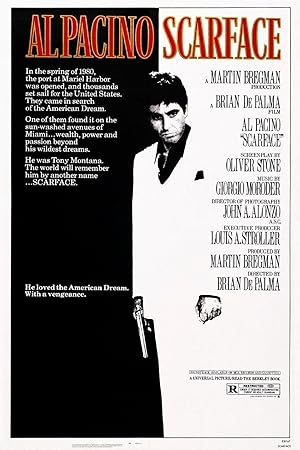 AL PACINO SCARFACE
In the spring of 1980,
the port at Mariel Harbor
was opened, and thousands
set sail for the United States.
They came in search
of the American Dream.
One of them found it on the
sun-washed avenues of
Miami...wealth, power and
passion beyond
his wildest dreams.
He was Tony Montana.
The world will remember
him by another name
...SCARFACE.
He loved the American Dream.
With a vengeance.
A MARTIN BREGMAN
PRODUCTION
A BRIAN DE PALMA
FILM
AL PACINO
"SCARFACE"
SCREENPLAY BY
OLIVER STONE
MUSIC BY
GIORGIO MORODER
DIRECTOR OF PHOTOGRAPHY
JOHN A. ALONZO
A.S.C.
EXECUTIVE PRODUCER
LOUIS A. STROLLER
PRODUCED BY
MARTIN BREGMAN
DIRECTED BY
BRIAN DE PALMA
A UNIVERSAL PICTURE/READ THE BERKLEY BOOK
R RESTRICTED